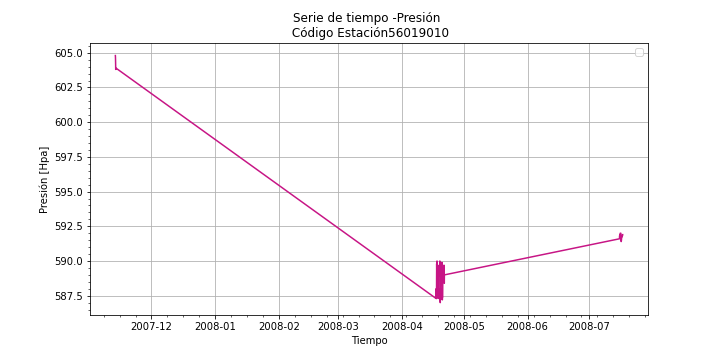 Serie de tiempo -Presión
Código Estación56019010
605.0
602.5
600.0
597.5
595.0
592.5
590.0
587.5
Presión [Hpa]
2007-12 2008-01 2008-02 2008-03 2008-04 2008-05 2008-06 2008-07
Tiempo